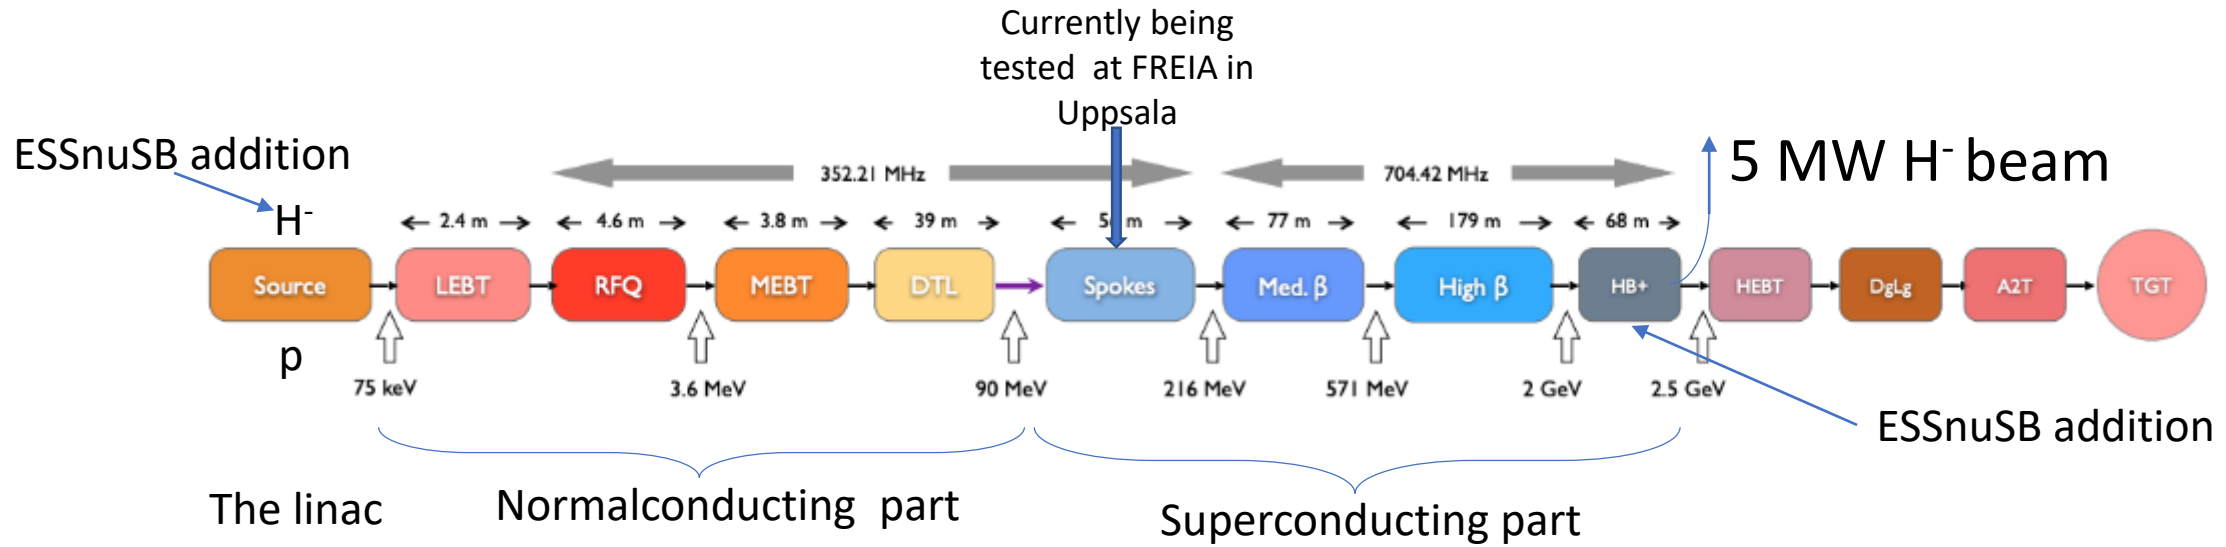 Currently being
tested at FREIA in
Uppsala
ESSnuSB addition
5 MW H⁻ beam
352.21 MHz
704.42 MHz
H⁻
2.4 m
4.6 m
3.8 m
39 m
m
77 m
179 m
68 m
Source
LEBT
RFQ
MEBT
DTL
Spokes
Med. β
High β
HB+
HEBT
DgLg
A2T
TGT
p
75 keV
3.6 MeV
90 MeV
216 MeV
571 MeV
2 GeV
2.5 GeV
ESSnuSB addition
The linac
Normalconducting part
Superconducting part